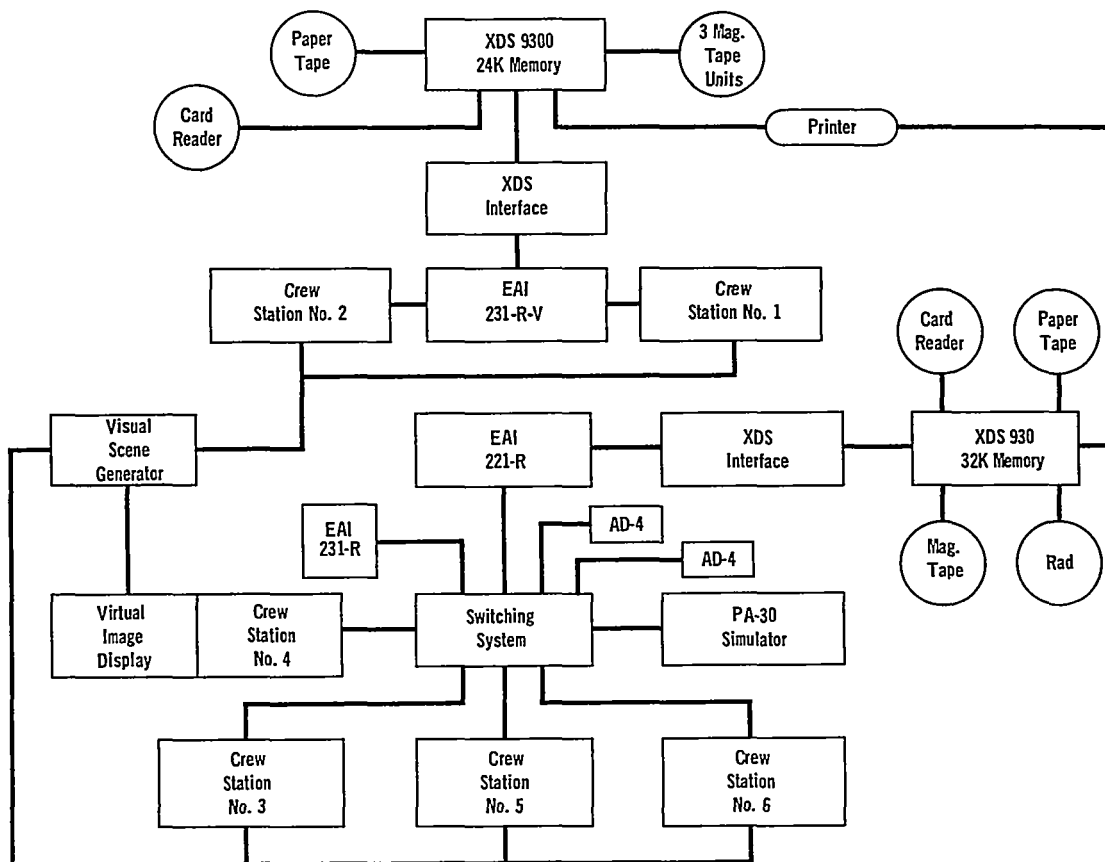 Paper
Tape
XDS 9300
24K Memory
3 Mag.
Tape
Units
Card
Reader
Printer
XDS
Interface
Crew
Station No. 2
EAI
231-R-V
Crew
Station No. 1
Card
Reader
Paper
Tape
Visual
Scene
Generator
EAI
221-R
XDS
Interface
XDS 930
32K Memory
EAI
231-R
AD-4
AD-4
Mag.
Tape
Rad
Virtual
Image
Display
Crew
Station
No. 4
Switching
System
PA-30
Simulator
Crew
Station
No. 3
Crew
Station
No. 5
Crew
Station
No. 6